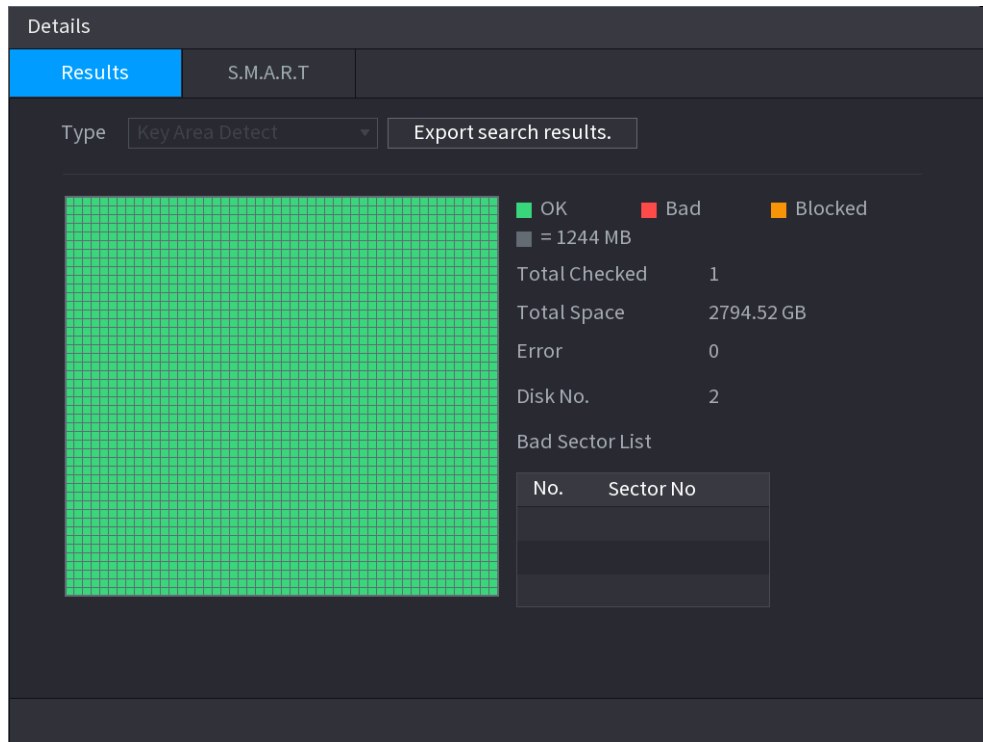 Details
Results S.M.A.R.T
Type Key Area Detect Export search results.
OK Bad Blocked
= 1244 MB
Total Checked 1
Total Space 2794.52 GB
Error 0
Disk No. 2
Bad Sector List
No. Sector No